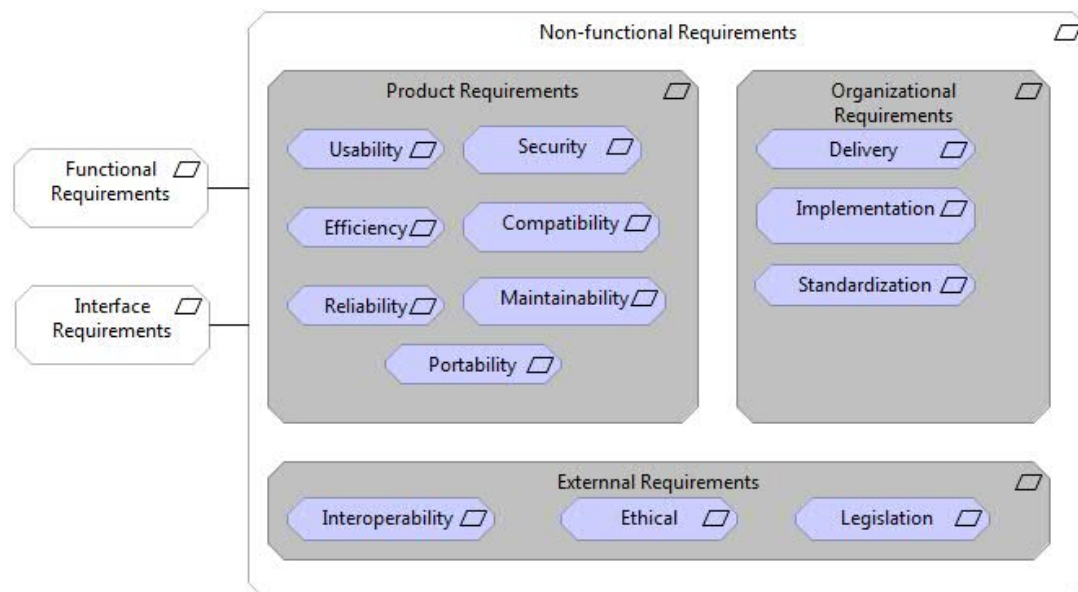 Non-functional Requirements
Product Requirements
Usability
Security
Efficiency
Compatibility
Reliability
Maintainability
Portability
Organizational
Requirements
Delivery
Implementation
Standardization
Functional
Requirements
Interface
Requirements
Externnal Requirements
Interoperability
Ethical
Legislation